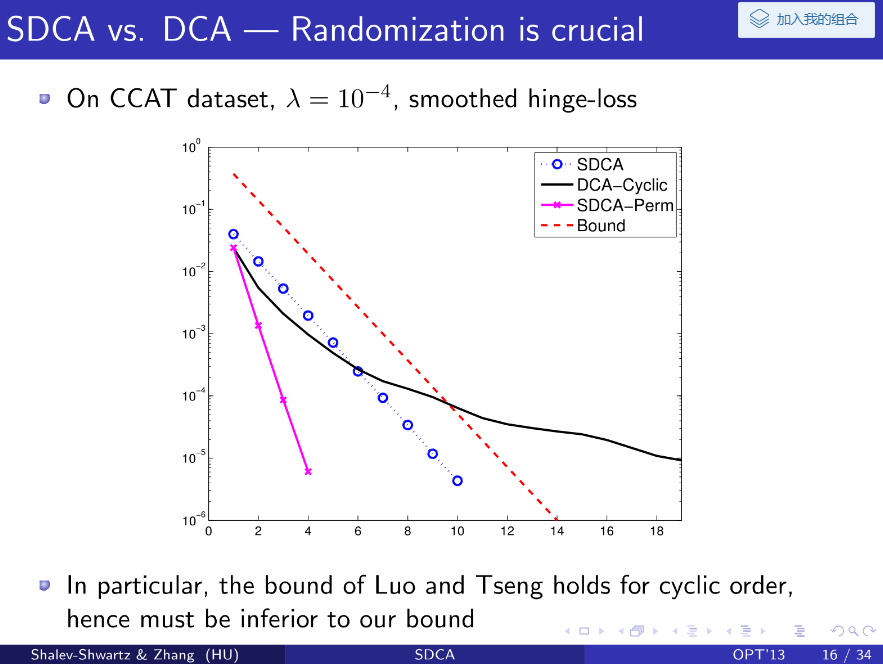 SDCA vs. DCA — Randomization is crucial
加入我的组合
On CCAT dataset, λ = 10⁻⁴, smoothed hinge-loss
10⁰
10⁻¹
10⁻²
10⁻³
10⁻⁴
10⁻⁵
10⁻⁶
0 2 4 6 8 10 12 14 16 18
SDCA
DCA–Cyclic
SDCA–Perm
Bound
In particular, the bound of Luo and Tseng holds for cyclic order,
hence must be inferior to our bound
Shalev-Shwartz & Zhang (HU) SDCA OPT'13 16 / 34